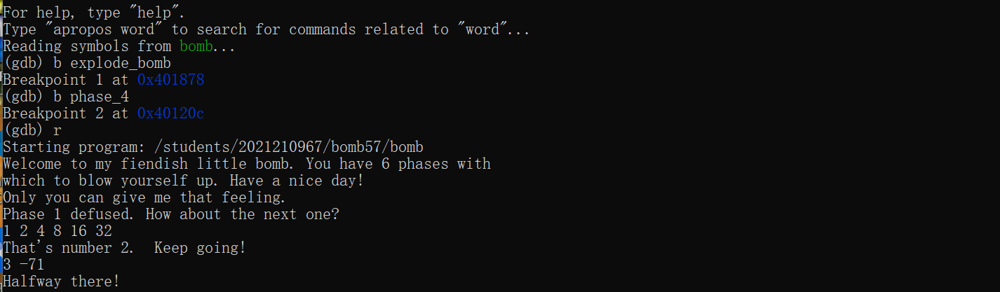 For help, type "help".
Type "apropos word" to search for commands related to "word"...
Reading symbols from bomb...
(gdb) b explode_bomb
Breakpoint 1 at 0x401878
(gdb) b phase_4
Breakpoint 2 at 0x40120c
(gdb) r
Starting program: /students/2021210967/bomb57/bomb
Welcome to my fiendish little bomb. You have 6 phases with
which to blow yourself up. Have a nice day!
Only you can give me that feeling.
Phase 1 defused. How about the next one?
1 2 4 8 16 32
That's number 2.  Keep going!
3 -71
Halfway there!